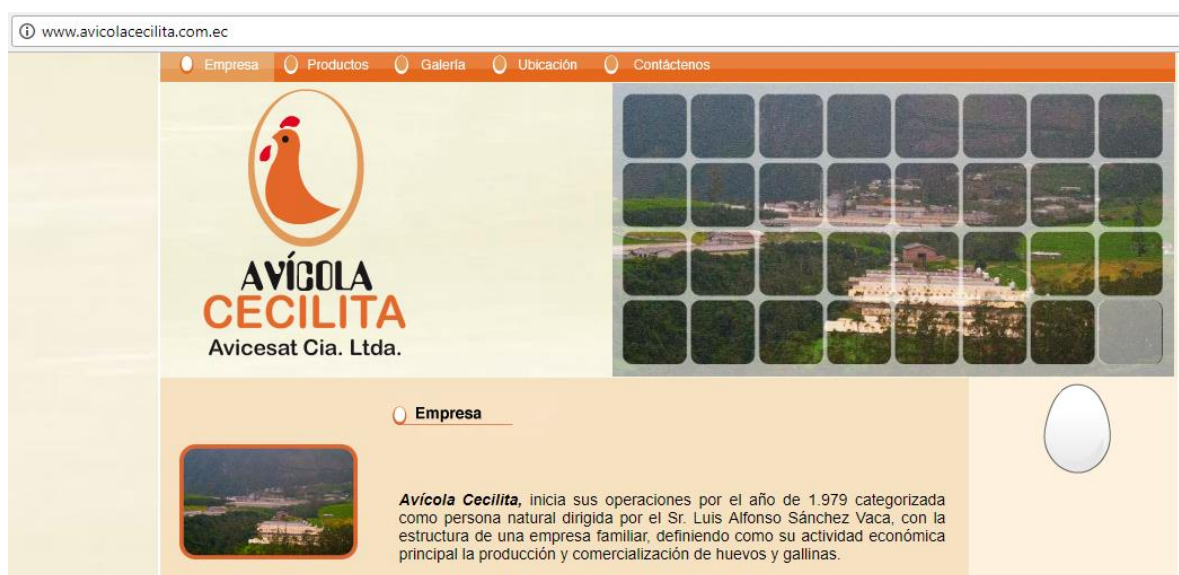 www.avicolacecilita.com.ec
Empresa Productos Galería Ubicación Contáctenos
AVÍCOLA
CECILITA
Avicesat Cia. Ltda.
Empresa
Avícola Cecilita, inicia sus operaciones por el año de 1.979 categorizada
como persona natural dirigida por el Sr. Luis Alfonso Sánchez Vaca, con la
estructura de una empresa familiar, definiendo como su actividad económica
principal la producción y comercialización de huevos y gallinas.